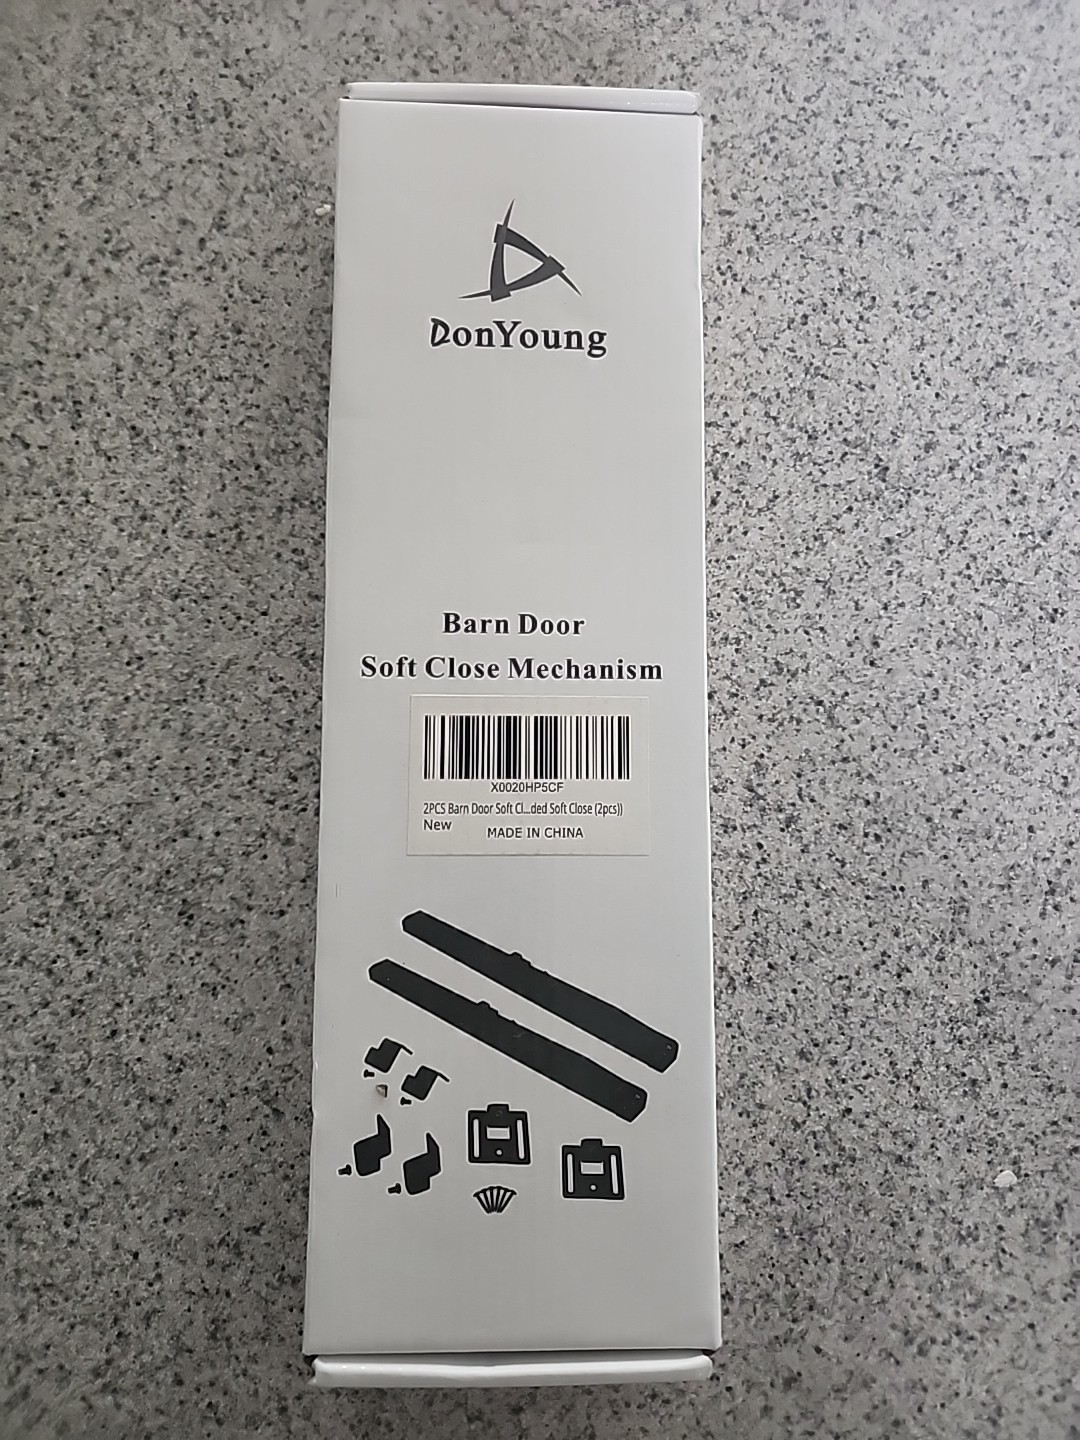 DonYoung
Barn Door
Soft Close Mechanism
X0020HP5CF
2PCS Barn Door Soft Cl...ded Soft Close (2pcs))
New
MADE IN CHINA